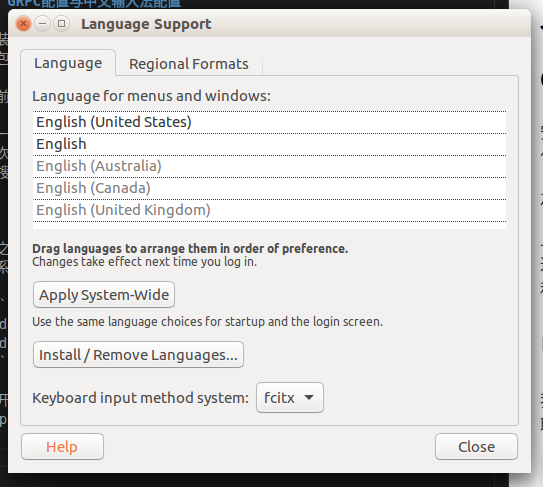 GRPC配置与中文输入法配置
Language Support
Language
Regional Formats
Language for menus and windows:
English (United States)
English
English (Australia)
English (Canada)
English (United Kingdom)
Drag languages to arrange them in order of preference.
Changes take effect next time you log in.
Apply System-Wide
Use the same language choices for startup and the login screen.
Install / Remove Languages...
Keyboard input method system: fcitx
Help
Close